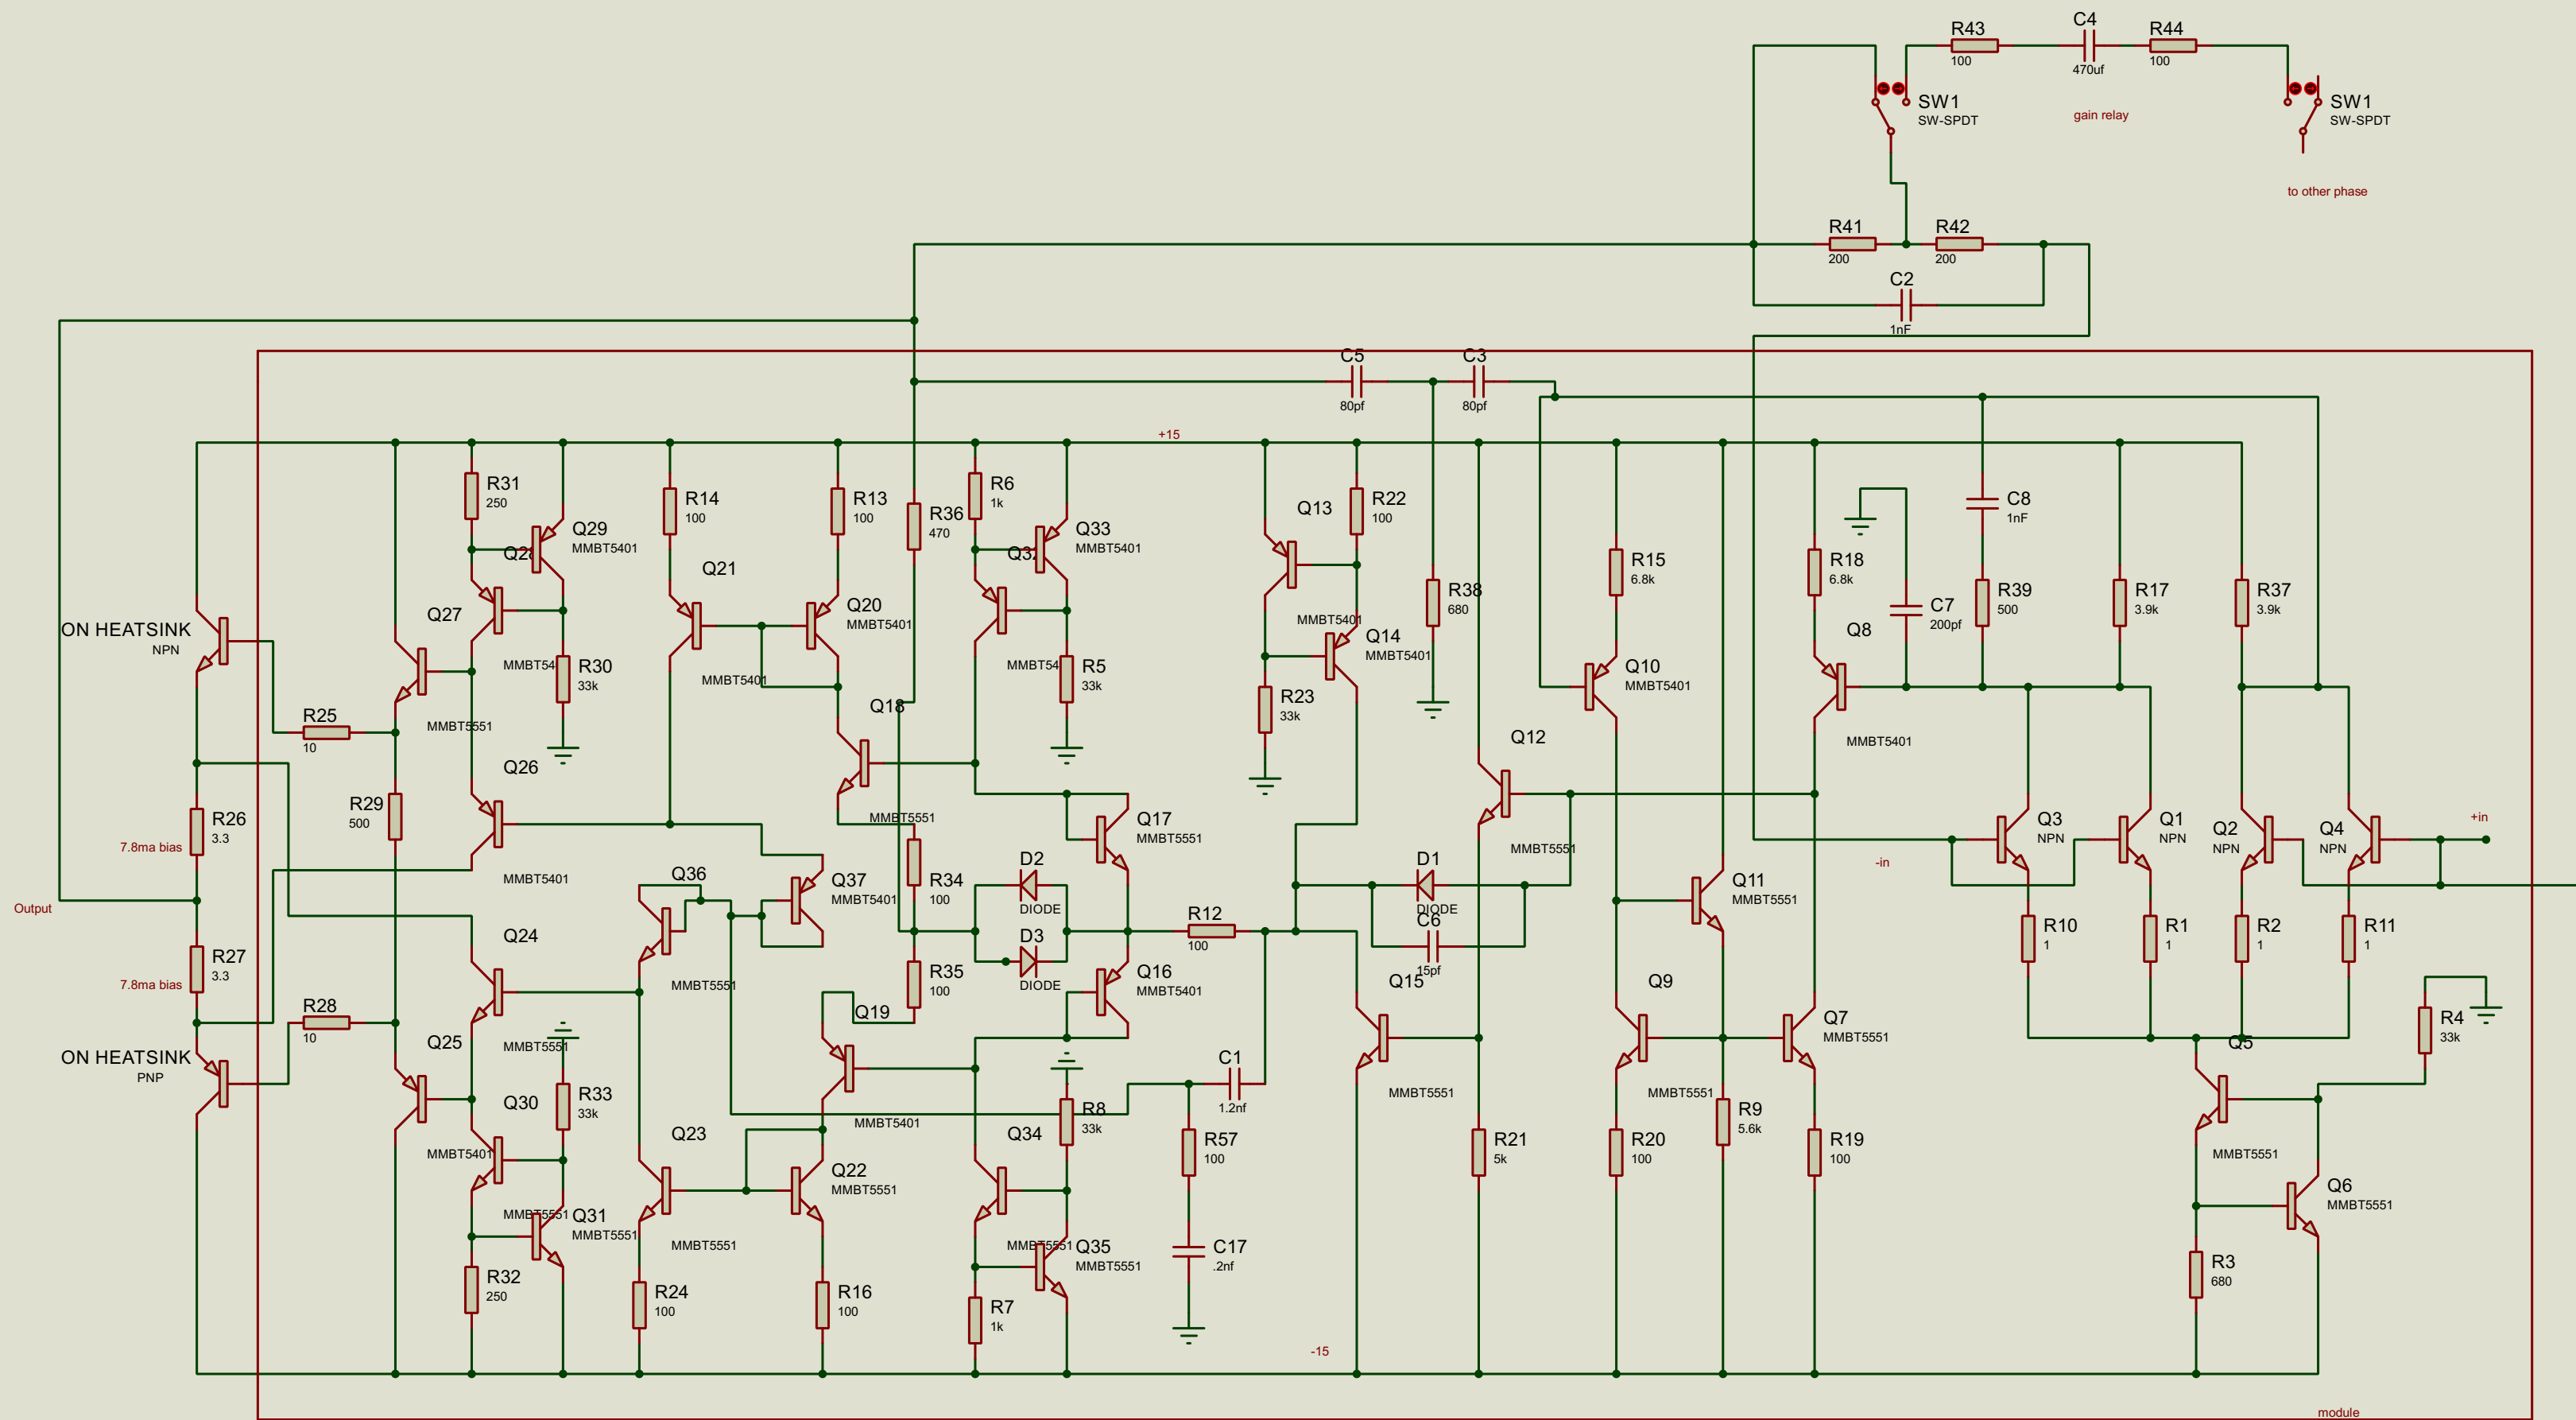 R43
100
C4
470uf
R44
100
SW1
SW-SPDT
gain relay
SW1
SW-SPDT
to other phase
R41
200
R42
200
C2
1nF
C5
80pf
C3
80pf
+15
R31
250
Q29
MMBT5401
Q28
MMBT54
R30
33k
R14
100
R13
100
Q21
MMBT5401
Q20
MMBT5401
R36
470
R6
1k
Q33
MMBT5401
Q32
MMBT54
R5
33k
Q13
MMBT5401
R22
100
Q14
MMBT5401
R23
33k
R38
680
R15
6.8k
R18
6.8k
Q10
MMBT5401
Q8
MMBT5401
C7
200pf
C8
1nF
R39
500
R17
3.9k
R37
3.9k
ON HEATSINK
NPN
Q27
MMBT5551
R25
10
R29
500
R26
3.3
7.8ma bias
Output
R27
3.3
7.8ma bias
R28
10
ON HEATSINK
PNP
Q26
MMBT5401
Q24
MMBT5551
Q25
MMBT5401
Q30
MMBT5551
R33
33k
Q31
MMBT5551
R32
250
Q18
MMBT5551
Q36
MMBT5551
Q37
MMBT5401
R34
100
R35
100
Q19
MMBT5401
Q23
MMBT5551
Q22
MMBT5551
R24
100
R16
100
D2
DIODE
D3
DIODE
Q17
MMBT5551
Q16
MMBT5401
R12
100
C1
1.2nf
R8
33k
Q34
MMBT5551
Q35
MMBT5551
R7
1k
R57
100
C17
.2nf
-15
D1
DIODE
C6
15pf
Q15
MMBT5551
Q12
MMBT5551
R21
5k
Q11
MMBT5551
Q9
MMBT5551
Q7
MMBT5551
R20
100
R9
5.6k
R19
100
-in
Q3
NPN
Q1
NPN
Q2
NPN
Q4
NPN
+in
R10
1
R1
1
R2
1
R11
1
R4
33k
Q5
MMBT5551
Q6
MMBT5551
R3
680
module